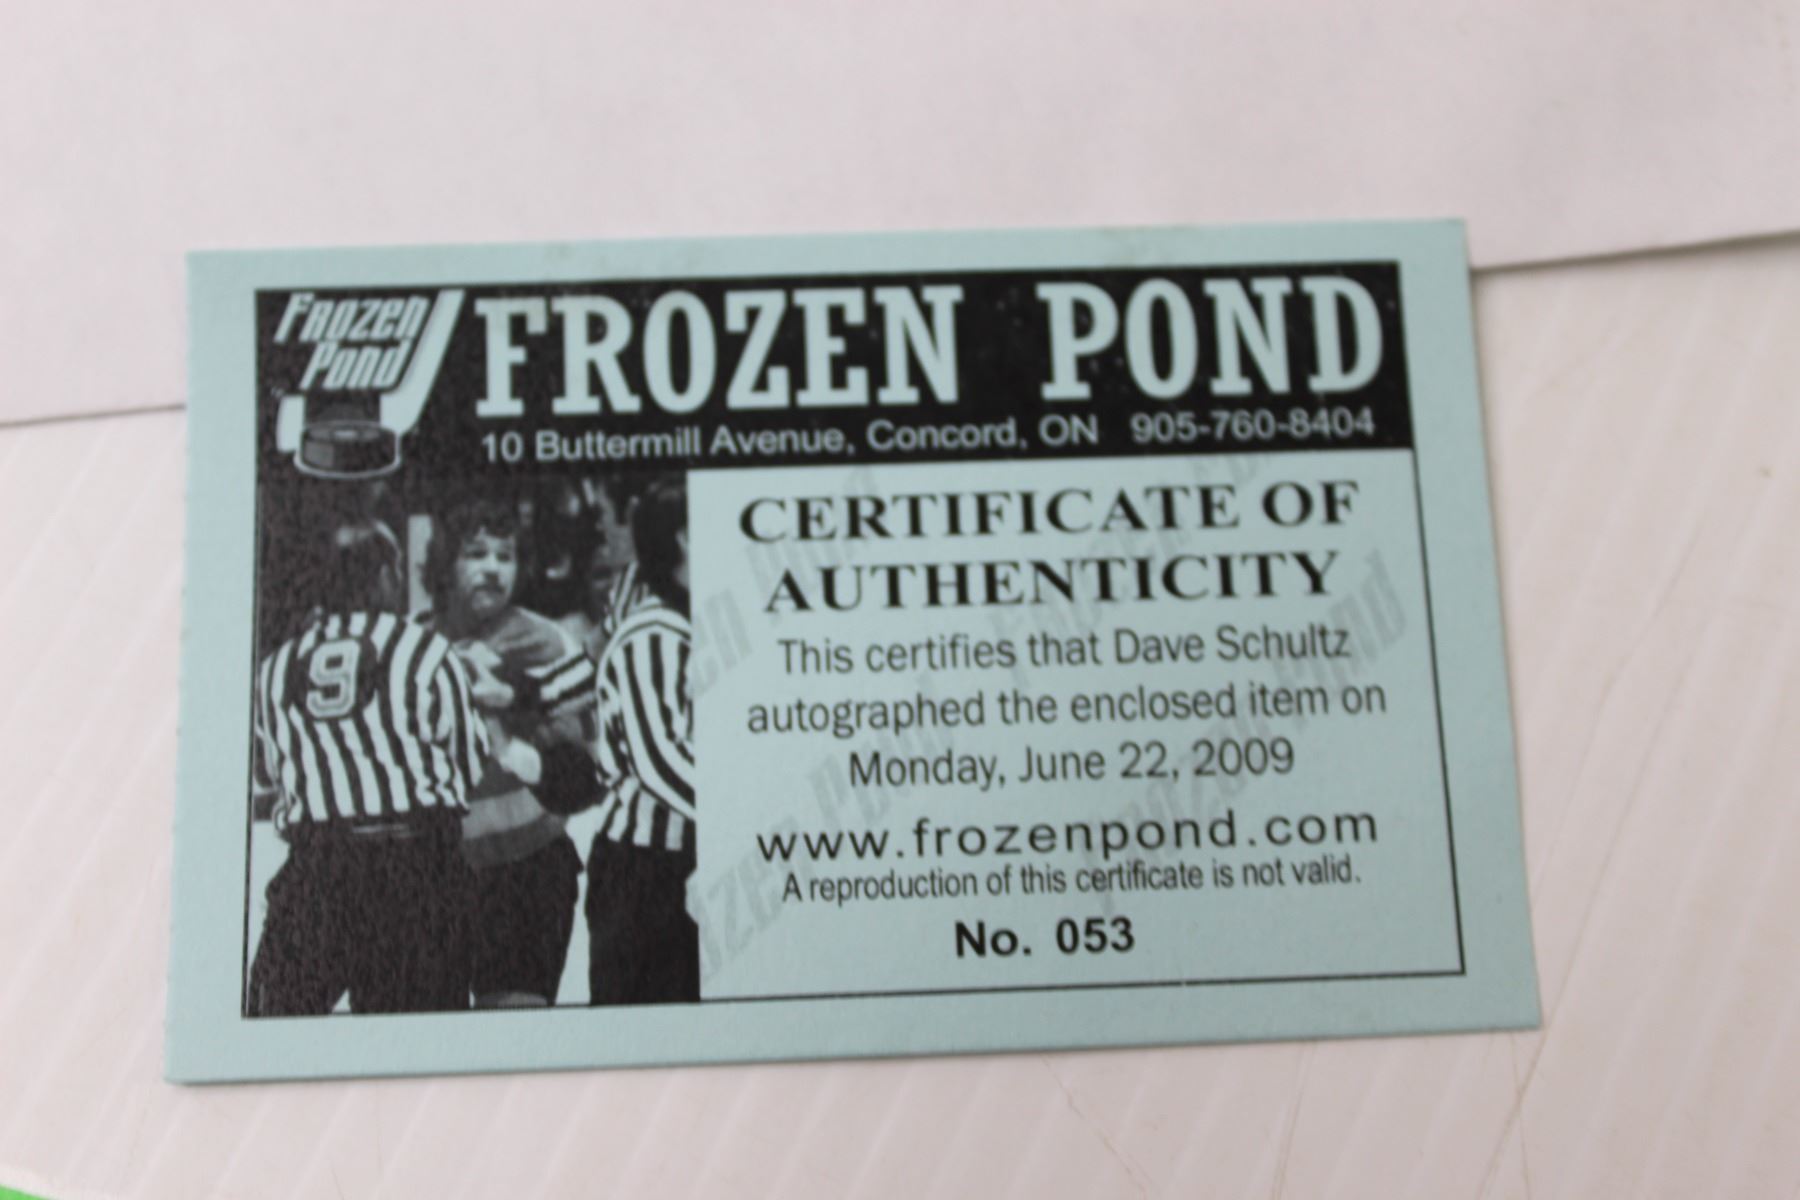 Frozen
Pond
FROZEN POND
10 Buttermill Avenue, Concord, ON 905-760-8404
9
CERTIFICATE OF
AUTHENTICITY
This certifies that Dave Schultz
autographed the enclosed item on
Monday, June 22, 2009
www.frozenpond.com
A reproduction of this certificate is not valid.
No. 053